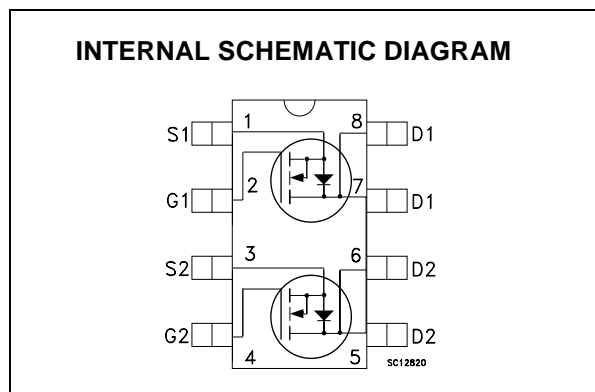 INTERNAL SCHEMATIC DIAGRAM
S1 1 8 D1
G1 2 7 D1
S2 3 6 D2
G2 4 5 D2
SC12820